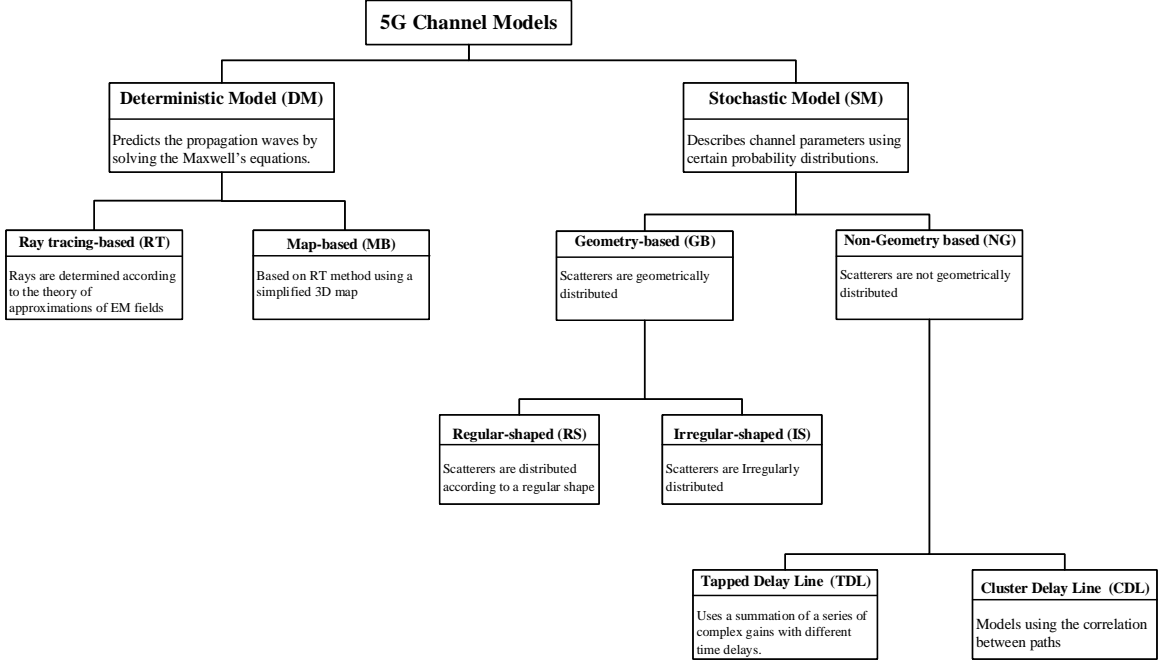 5G Channel Models
Deterministic Model (DM)
Predicts the propagation waves by
solving the Maxwell's equations.
Stochastic Model (SM)
Describes channel parameters using
certain probability distributions.
Ray tracing-based (RT)
Rays are determined according
to the theory of
approximations of EM fields
Map-based (MB)
Based on RT method using a
simplified 3D map
Geometry-based (GB)
Scatterers are geometrically
distributed
Non-Geometry based (NG)
Scatterers are not geometrically
distributed
Regular-shaped (RS)
Scatterers are distributed
according to a regular shape
Irregular-shaped (IS)
Scatterers are Irregularly
distributed
Tapped Delay Line (TDL)
Uses a summation of a series of
complex gains with different
time delays.
Cluster Delay Line (CDL)
Models using the correlation
between paths